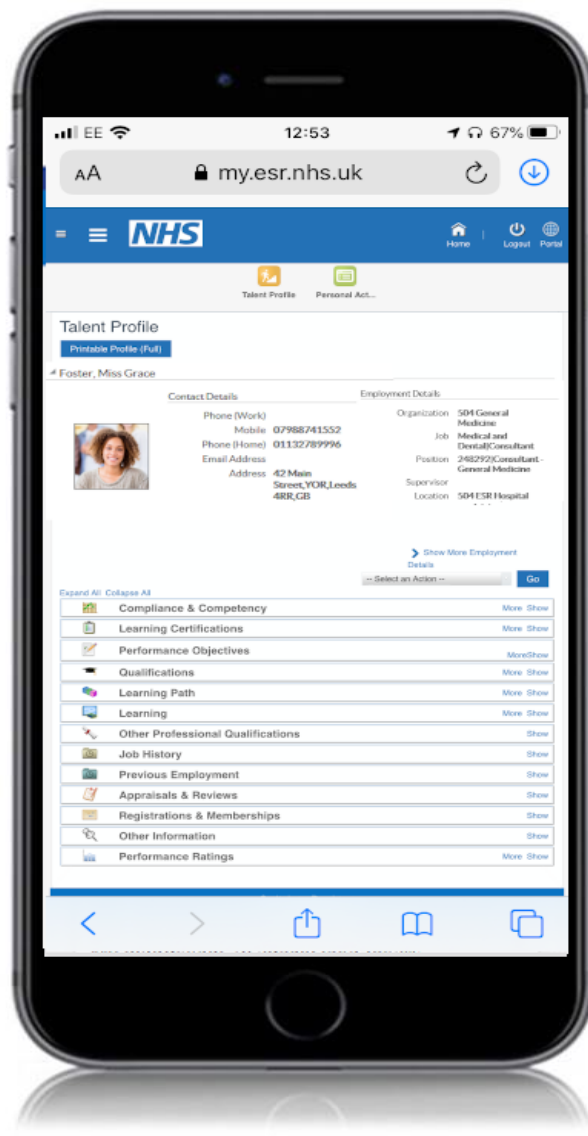 EE 12:53 67%
AA my.esr.nhs.uk
NHS Home Logout Portal
Talent Profile Personal Act...
Talent Profile
Printable Profile (Full)
Foster, Miss Grace
Contact Details
Phone (Work)
Mobile 07988741552
Phone (Home) 01132789996
Email Address
Address 42 Main
Street,YOR,Leeds
4RR,GB
Employment Details
Organization 504 General
Medicine
Job Medical and
Dental|Consultant
Position 248292|Consultant -
General Medicine
Supervisor
Location 504 ESR Hospital
Show More Employment
Details
-- Select an Action -- Go
Expand All Collapse All
Compliance & Competency More Show
Learning Certifications More Show
Performance Objectives MoreShow
Qualifications More Show
Learning Path More Show
Learning More Show
Other Professional Qualifications Show
Job History Show
Previous Employment Show
Appraisals & Reviews Show
Registrations & Memberships Show
Other Information Show
Performance Ratings More Show